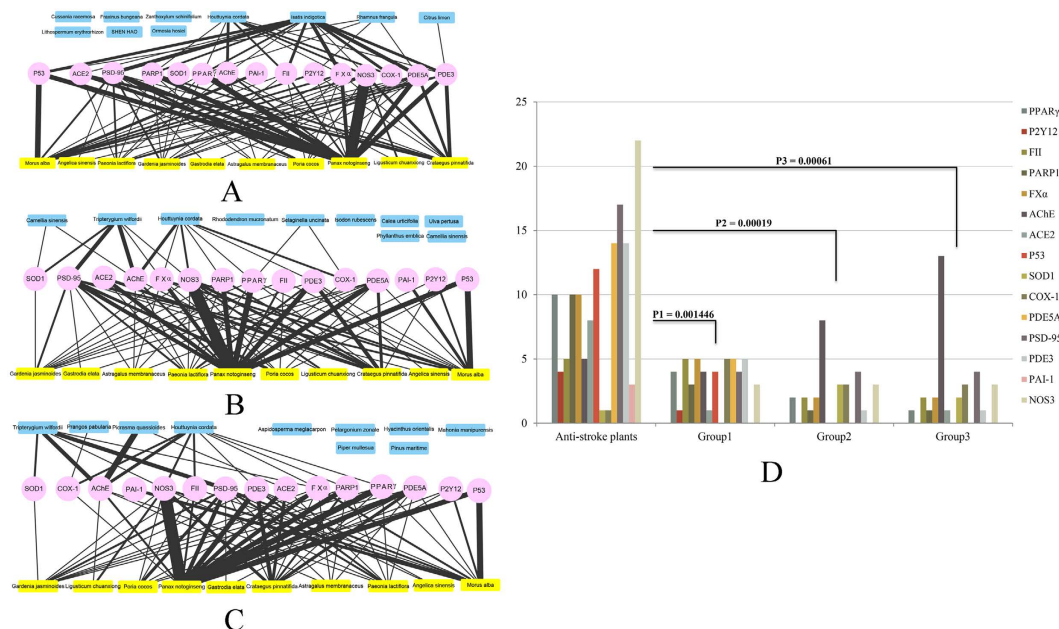 Cussonia racemosa Fraxinus hungnana Zanthoxylum schinifolium Houttuynia cordata Isatis indigotica Rhamnus frangula Citrus limon
Lithospermum erythrorhizon SHEN HAO Ormosia hosiei
P53 ACE2 PSD-95 PARP1 SOD1 PPARγ AChE PAI-1 FII P2Y12 FXα NOS3 COX-1 PDE5A PDE3
Morus alba Angelica sinensis Paeonia lactiflora Gardenia jasminoides Gastrodia elata Astragalus membranaceus Poria cocos Panax notoginseng Ligusticum chuanxiong Crataegus pinnatifida
A
Camellia sinensis Tripterygium wilfordii Houttuynia cordata Rhododendron mucronatum Selaginella uncinata Isodon rubescens Ulva pertusa
Phyllanthus emblica Camellia sinensis
SOD1 PSD-95 ACE2 AChE FXα NOS3 PARP1 PPARγ FII PDE3 COX-1 PDE5A PAI-1 P2Y12 P53
Gardenia jasminoides Gastrodia elata Astragalus membranaceus Paeonia lactiflora Panax notoginseng Poria cocos Ligusticum chuanxiong Crataegus pinnatifida Angelica sinensis Morus alba
B
Tripterygium wilfordii Prangos pabularia Picrasma quassioides Houttuynia cordata Aspidosperma meglacarpon Pelargonium zonale Hyacinthus orientalis Mahonia manipurensis
Piper mullesua Pinus maritime
SOD1 COX-1 AChE PAI-1 NOS3 FII PSD-95 PDE3 ACE2 FXα PARP1 PPARγ PDE5A P2Y12 P53
Gardenia jasminoides Ligusticum chuanxiong Poria cocos Panax notoginseng Gastrodia elata Crataegus pinnatifida Astragalus membranaceus Paeonia lactiflora Angelica sinensis Morus alba
C
25
20
15
10
5
0
P3 = 0.00061
P2 = 0.00019
P1 = 0.001446
Anti-stroke plants Group1 Group2 Group3
PPARγ
P2Y12
FII
PARP1
FXα
AChE
ACE2
P53
SOD1
COX-1
PDE5A
PSD-95
PDE3
PAI-1
NOS3
D